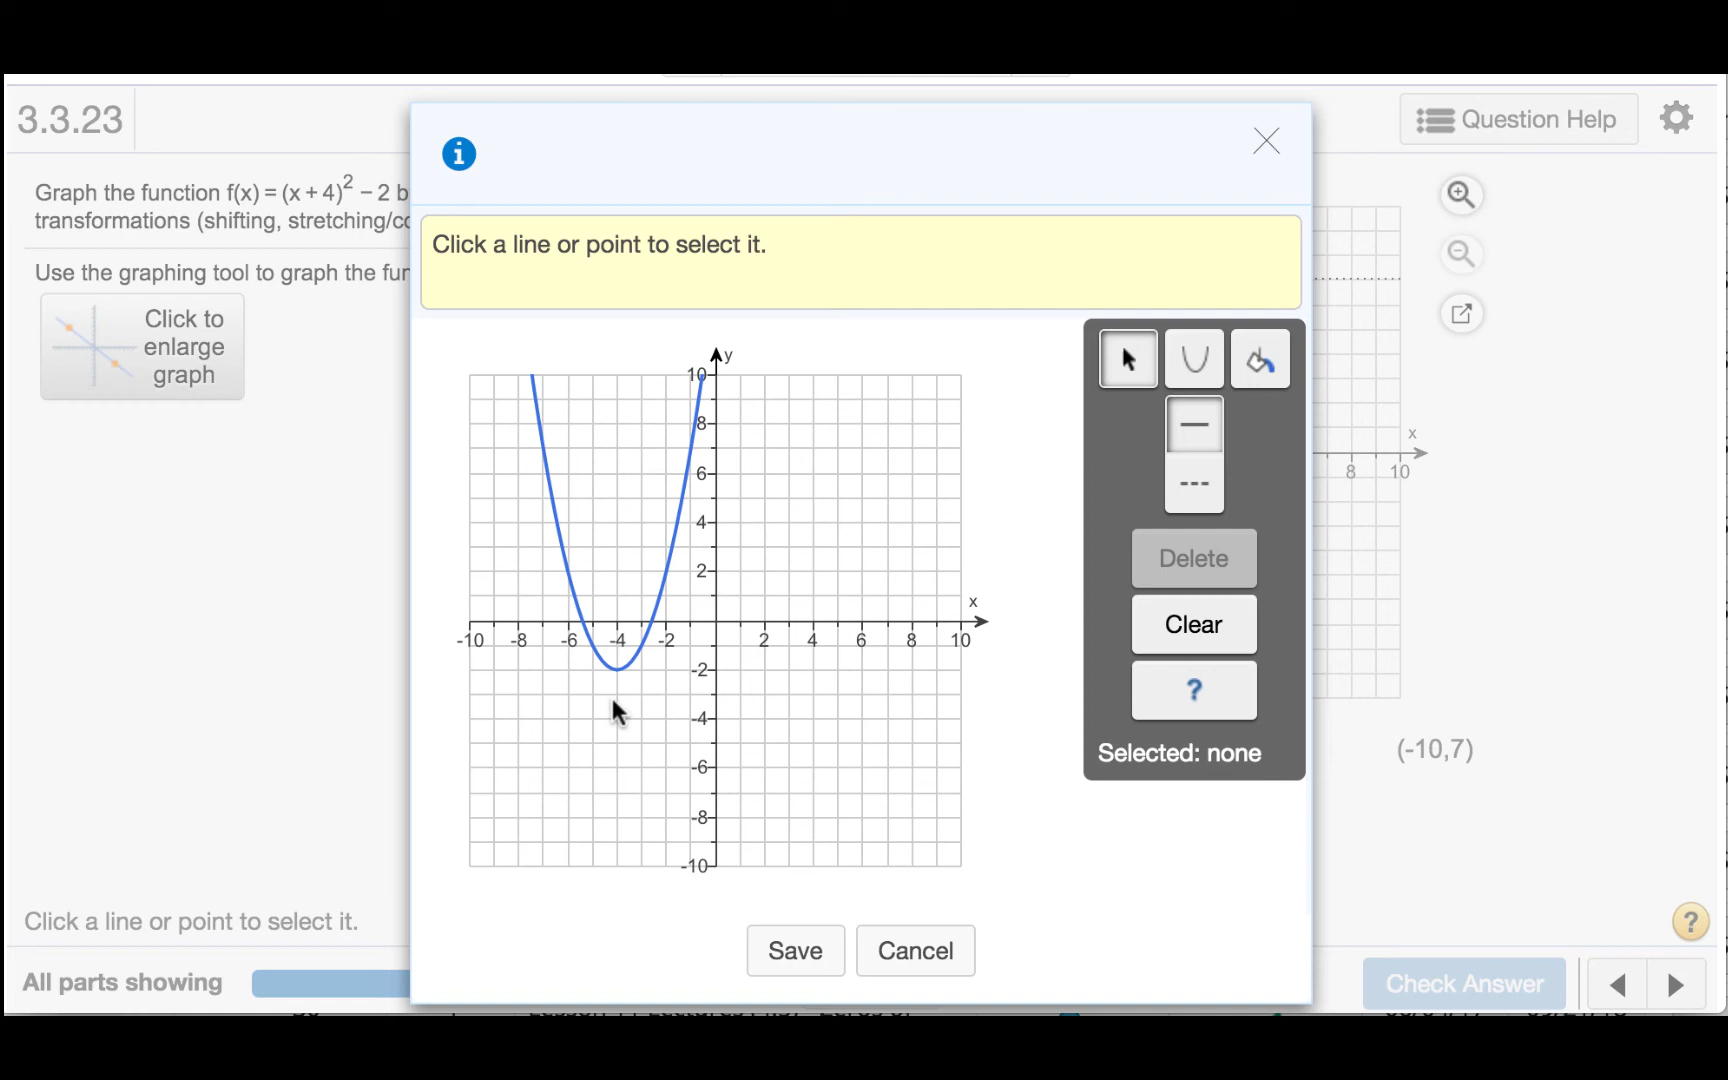 3.3.23
Question Help
Graph the function f(x) = (x + 4)² − 2 b
transformations (shifting, stretching/co
Use the graphing tool to graph the fun
Click to
enlarge
graph
Click a line or point to select it.
y
10
8
6
4
2
x
-10 -8 -6 -4 -2 2 4 6 8 10
-2
-4
-6
-8
-10
Delete
Clear
?
Selected: none
x
8 10
(-10,7)
Save Cancel
Click a line or point to select it.
?
All parts showing
Check Answer